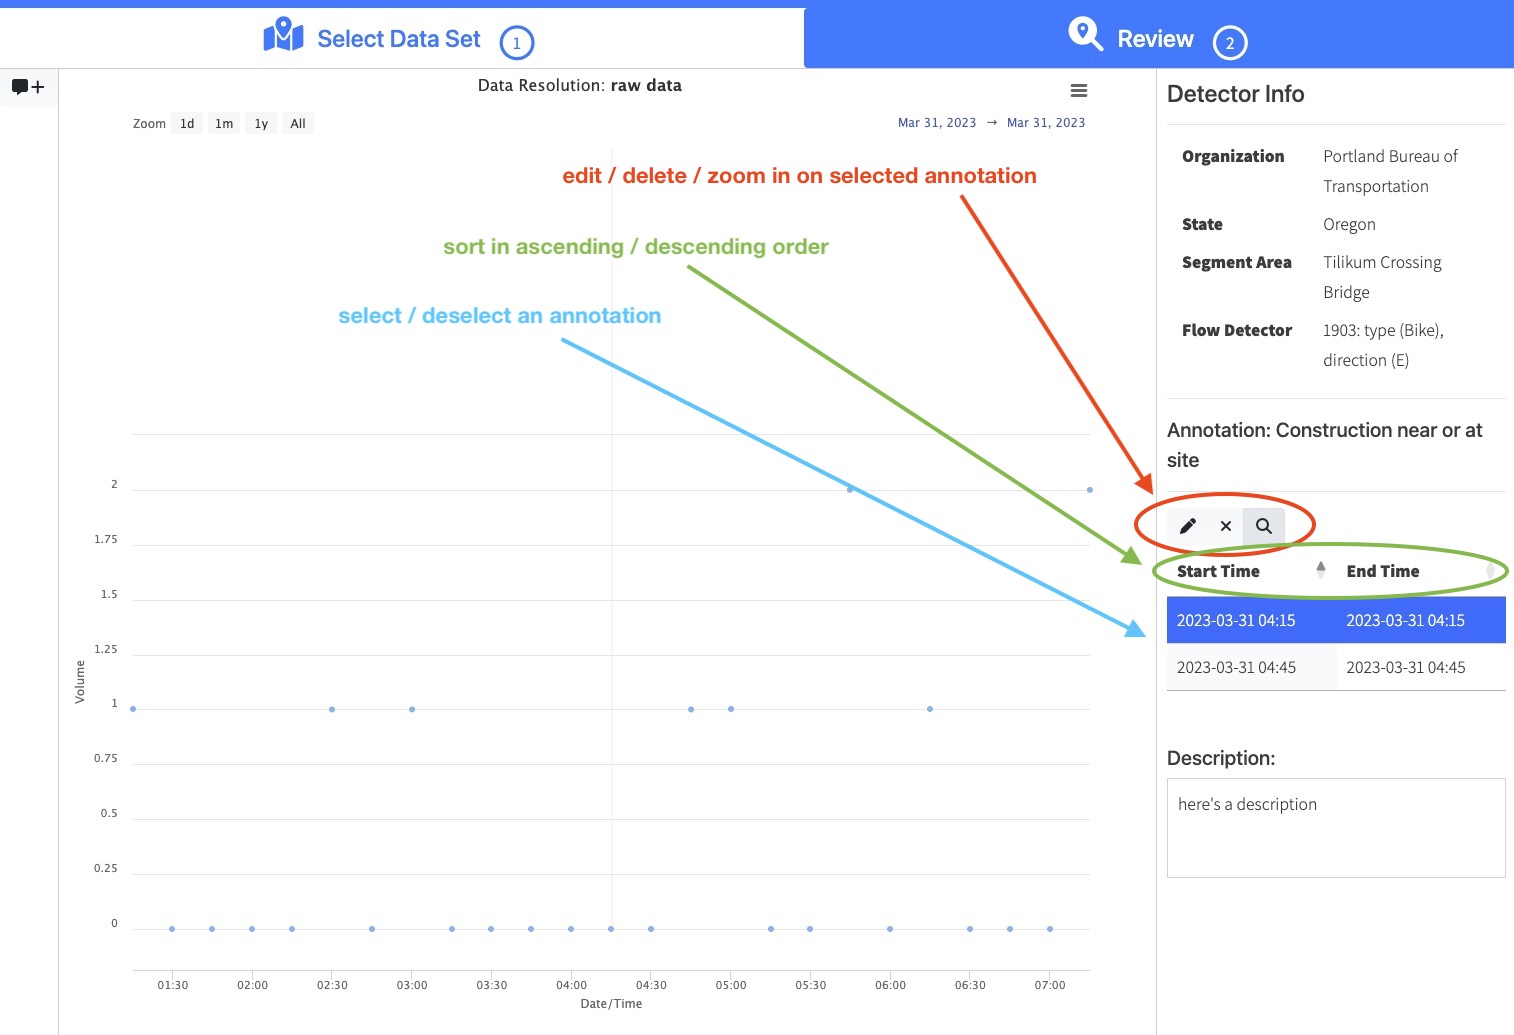 Select Data Set 1
Review 2
Data Resolution: raw data
Zoom 1d 1m 1y All
Mar 31, 2023 → Mar 31, 2023
edit / delete / zoom in on selected annotation
sort in ascending / descending order
select / deselect an annotation
2
1.75
1.5
1.25
1
0.75
0.5
0.25
0
Volume
01:30 02:00 02:30 03:00 03:30 04:00 04:30 05:00 05:30 06:00 06:30 07:00
Date/Time
Detector Info
Organization Portland Bureau of
Transportation
State Oregon
Segment Area Tilikum Crossing
Bridge
Flow Detector 1903: type (Bike),
direction (E)
Annotation: Construction near or at
site
Start Time End Time
2023-03-31 04:15 2023-03-31 04:15
2023-03-31 04:45 2023-03-31 04:45
Description:
here's a description